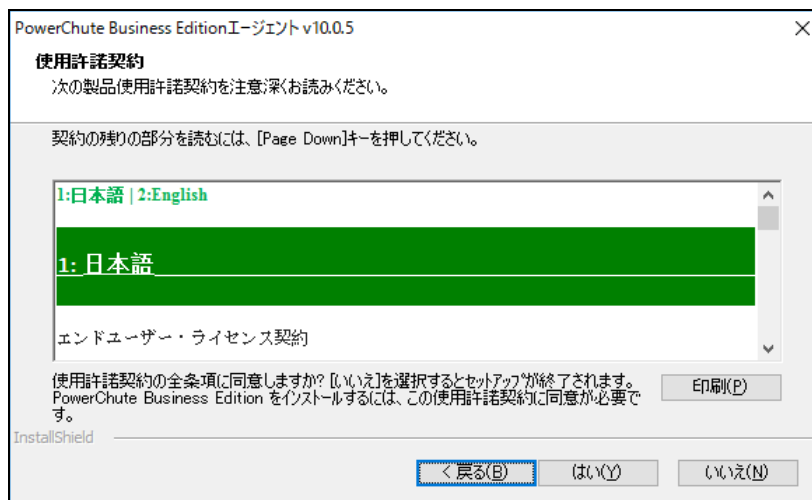 PowerChute Business Editionエージェント v10.0.5
使用許諾契約
次の製品使用許諾契約を注意深くお読みください。
契約の残りの部分を読むには、[Page Down]キーを押してください。
1:日本語 | 2:English
1: 日本語
エンドユーザー・ライセンス契約
使用許諾契約の全条項に同意しますか? [いいえ]を選択するとセットアップが終了されます。
PowerChute Business Edition をインストールするには、この使用許諾契約に同意が必要で
す。
印刷(P)
InstallShield
< 戻る(B)
はい(Y)
いいえ(N)